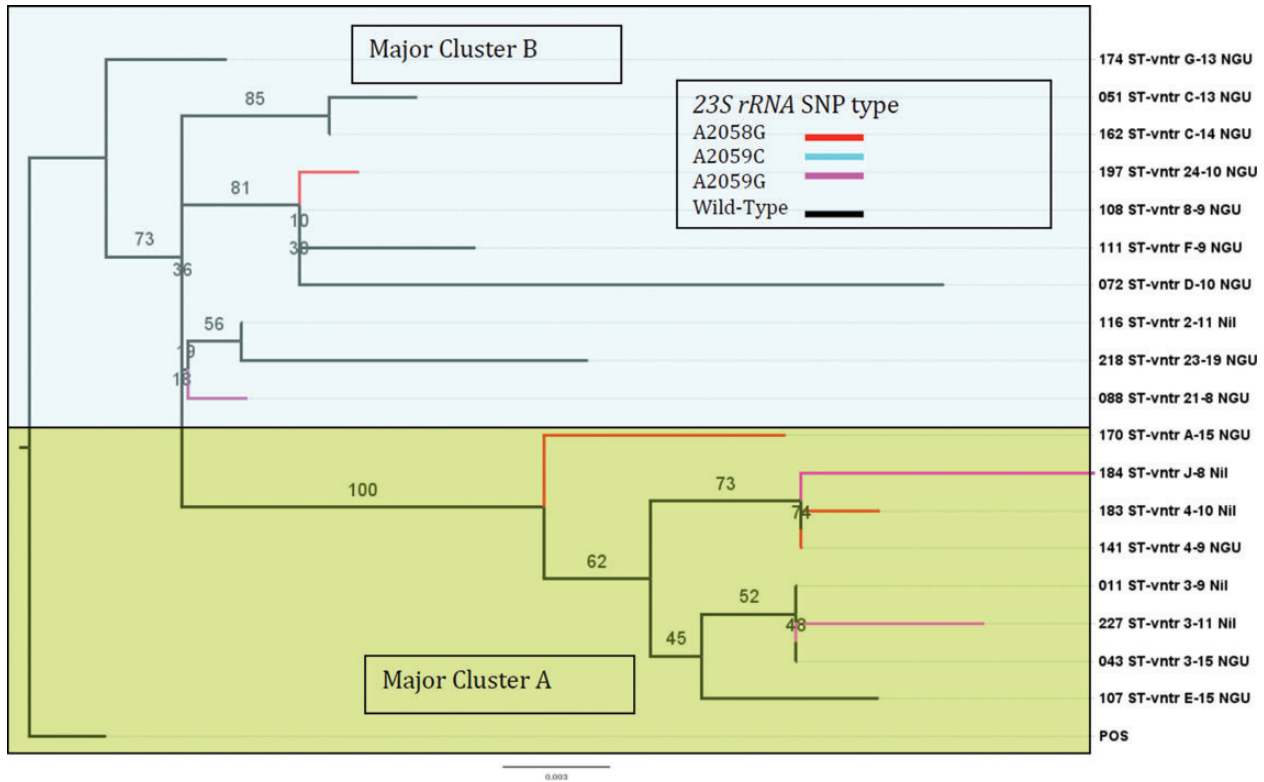 Major Cluster B
23S rRNA SNP type
A2058G
A2059C
A2059G
Wild-Type
174 ST-vntr G-13 NGU
85
051 ST-vntr C-13 NGU
162 ST-vntr C-14 NGU
197 ST-vntr 24-10 NGU
81
108 ST-vntr 8-9 NGU
10
73
111 ST-vntr F-9 NGU
30
36
072 ST-vntr D-10 NGU
116 ST-vntr 2-11 Nil
56
19
218 ST-vntr 23-19 NGU
18
088 ST-vntr 21-8 NGU
170 ST-vntr A-15 NGU
184 ST-vntr J-8 Nil
100
73
183 ST-vntr 4-10 Nil
74
141 ST-vntr 4-9 NGU
62
011 ST-vntr 3-9 Nil
52
227 ST-vntr 3-11 Nil
48
45
043 ST-vntr 3-15 NGU
Major Cluster A
107 ST-vntr E-15 NGU
POS
0.003